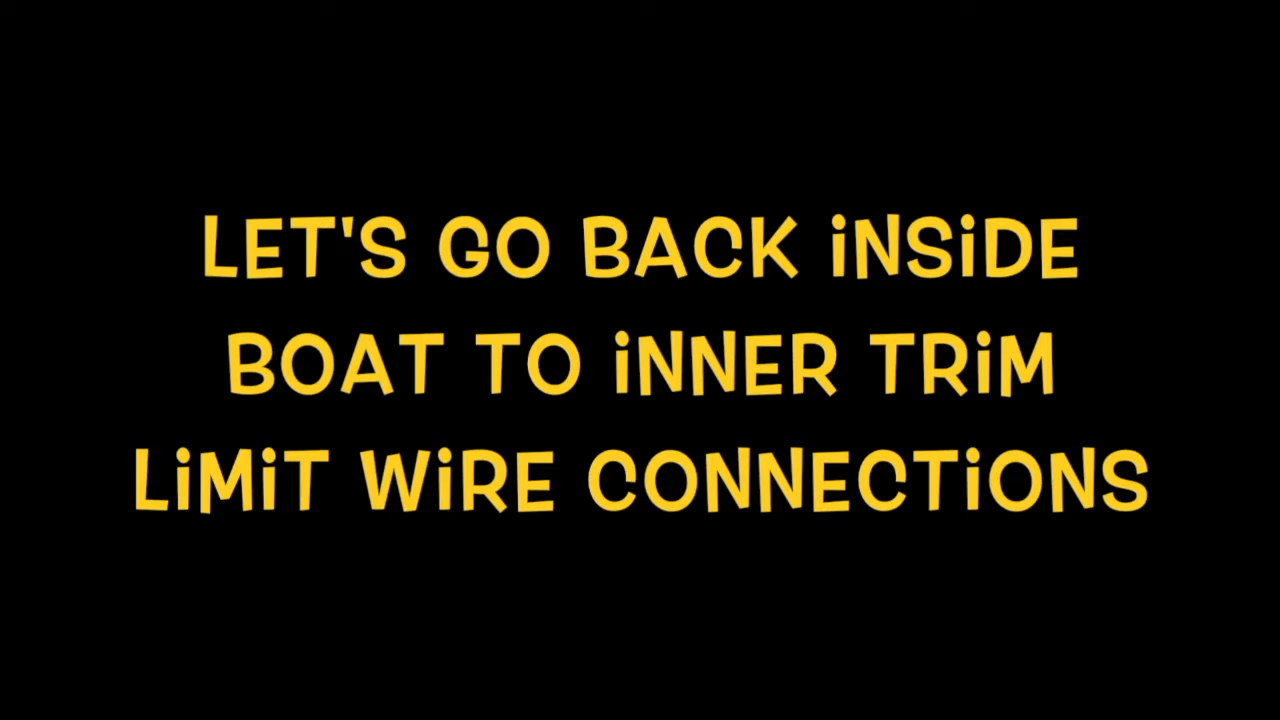 LET'S GO BACK iNSiDE
BOAT TO iNNER TRiM
LiMiT WiRE CONNECTiONS